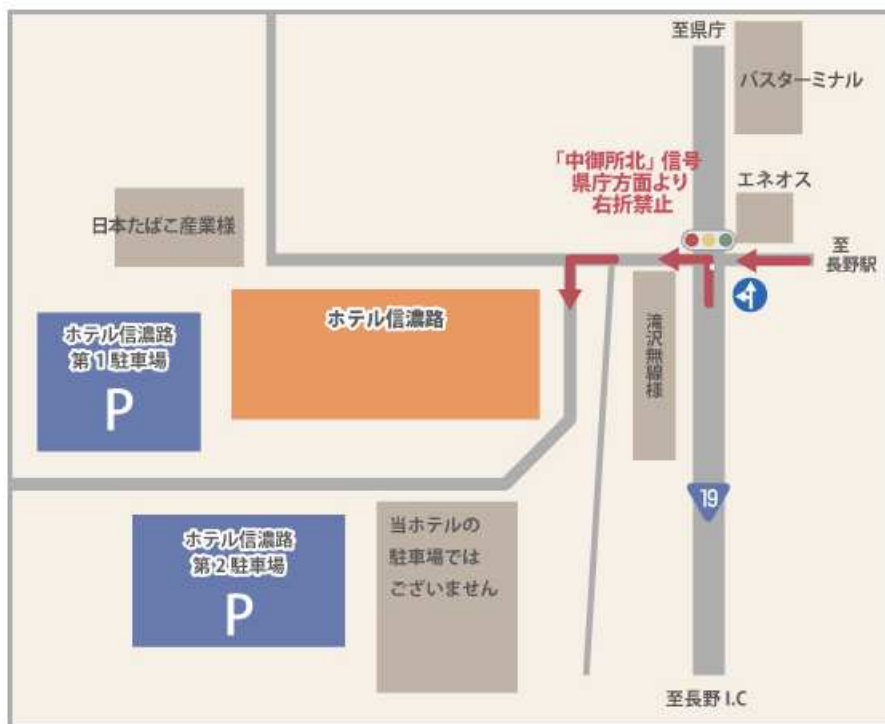 至県庁
バスターミナル
「中御所北」信号
県庁方面より
右折禁止
エネオス
日本たばこ産業様
至
長野駅
ホテル信濃路
滝沢無線様
ホテル信濃路
第1駐車場
P
19
ホテル信濃路
第2駐車場
P
当ホテルの
駐車場では
ございません
至長野I.C